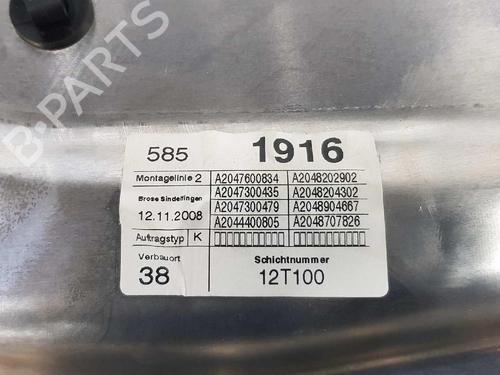 B-PARTS
585 1916
Montagelinie 2 A2047600834 A2048202902
Brose Sindelfingen A2047300435 A2048204302
12.11.2008 A2047300479 A2048904667
A2044400805 A2048707826
Auftragstyp K
Verbauort Schichtnummer
38 12T100